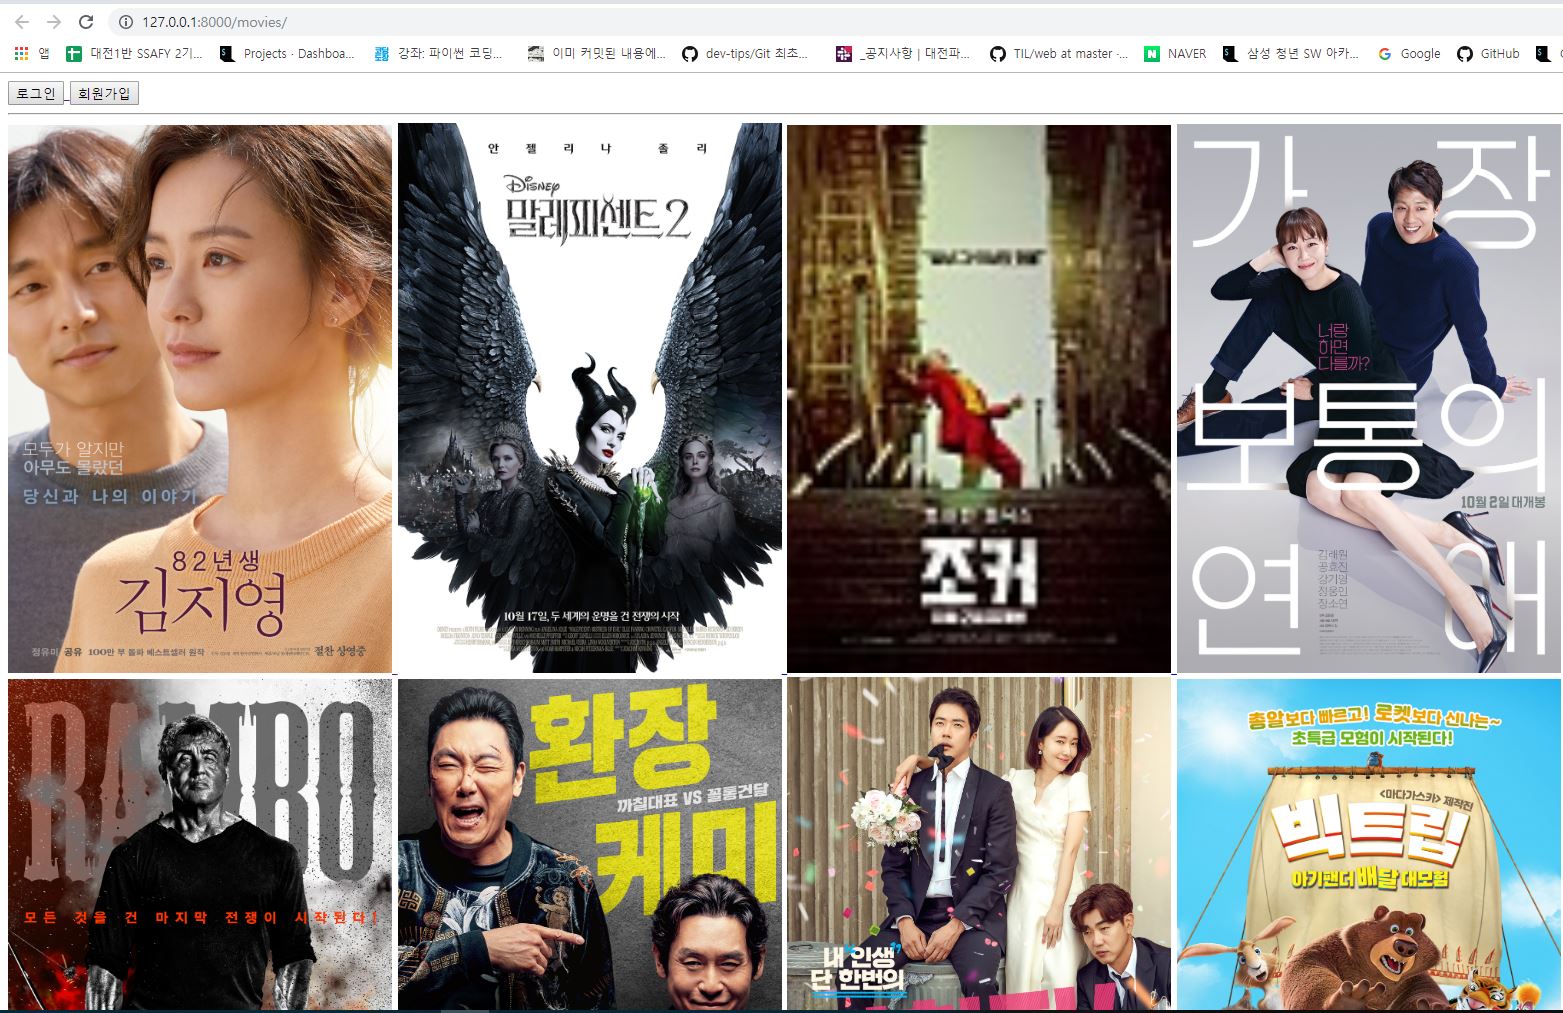 127.0.0.1:8000/movies/
앱
대전1반 SSAFY 2기...
Projects · Dashboa...
강좌: 파이썬 코딩...
이미 커밋된 내용에...
dev-tips/Git 최초...
_공지사항 | 대전파...
TIL/web at master ·...
NAVER
삼성 청년 SW 아카...
Google
GitHub
로그인
회원가입
모두가 알지만
아무도 몰랐던
당신과 나의 이야기
82년생
김지영
정유미 공유 100만 부 돌파 베스트셀러 원작
절찬 상영중
안 젤 리 나 졸 리
Disney
말레피센트 2
10월 17일, 두 세계의 운명을 건 전쟁의 시작
조커
가장
너랑
하면
다를까?
보통의
10월 2일 대개봉
연애
김래원
공효진
강기영
정웅인
장소연
RAMBO
모든 것을 건 마지막 전쟁이 시작된다!
환장
까칠대표 VS 꼴통건달
케미
내 "인생"
단 한번의
총알보다 빠르고! 로켓보다 신나는~
초특급 모험이 시작된다!
<마다가스카> 제작진
빅트립
아기팬더 배달 대모험